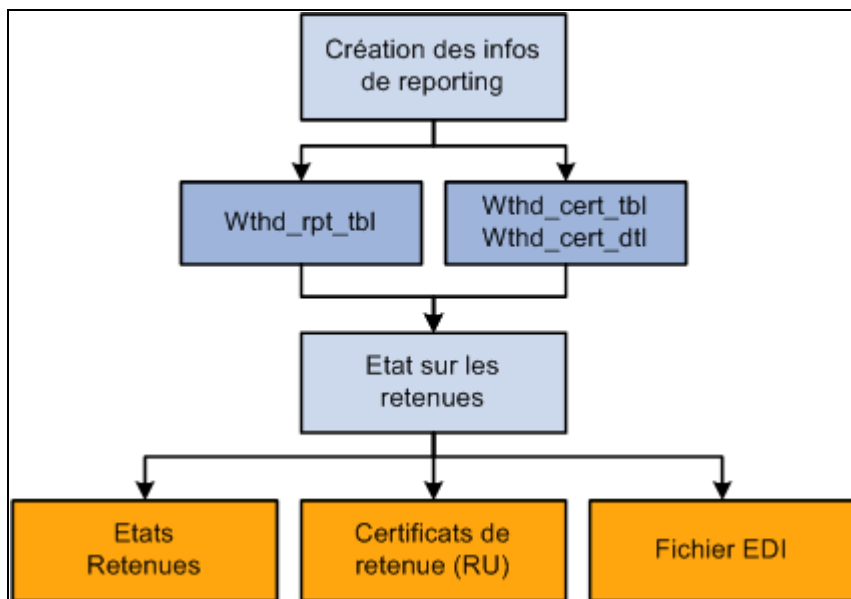 Création des infos
de reporting
Wthd_rpt_tbl
Wthd_cert_tbl
Wthd_cert_dtl
Etat sur les
retenues
Etats
Retenues
Certificats de
retenue (RU)
Fichier EDI